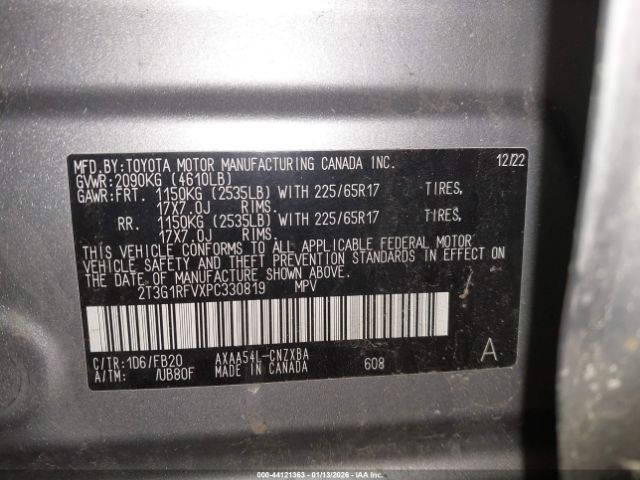 MFD.BY:TOYOTA MOTOR MANUFACTURING CANADA INC. 12/22
GVWR:2090KG (4610LB)
GAWR:FRT. 1150KG (2535LB) WITH 225/65R17 TIRES,
17X7.0J RIMS.
RR. 1150KG (2535LB) WITH 225/65R17 TIRES,
17X7.0J RIMS.
THIS VEHICLE CONFORMS TO ALL APPLICABLE FEDERAL MOTOR
VEHICLE SAFETY AND THEFT PREVENTION STANDARDS IN EFFECT ON
THE DATE OF MANUFACTURE SHOWN ABOVE.
2T3G1RFVXPC330819 MPV
C/TR:1D6/FB20 AXAA54L-CNZXBA
A/TM: /UB80F MADE IN CANADA 608 A
000-44121363 - 01/13/2026 - IAAI.COM